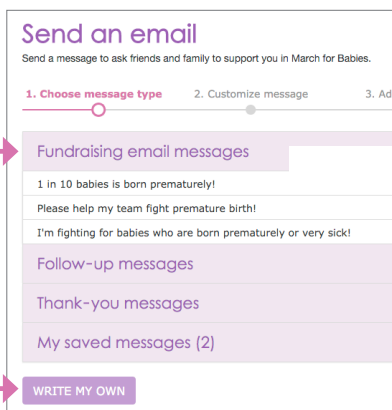 Send an email
Send a message to ask friends and family to support you in March for Babies.
1. Choose message type 2. Customize message 3. Ad
Fundraising email messages
1 in 10 babies is born prematurely!
Please help my team fight premature birth!
I'm fighting for babies who are born prematurely or very sick!
Follow-up messages
Thank-you messages
My saved messages (2)
WRITE MY OWN